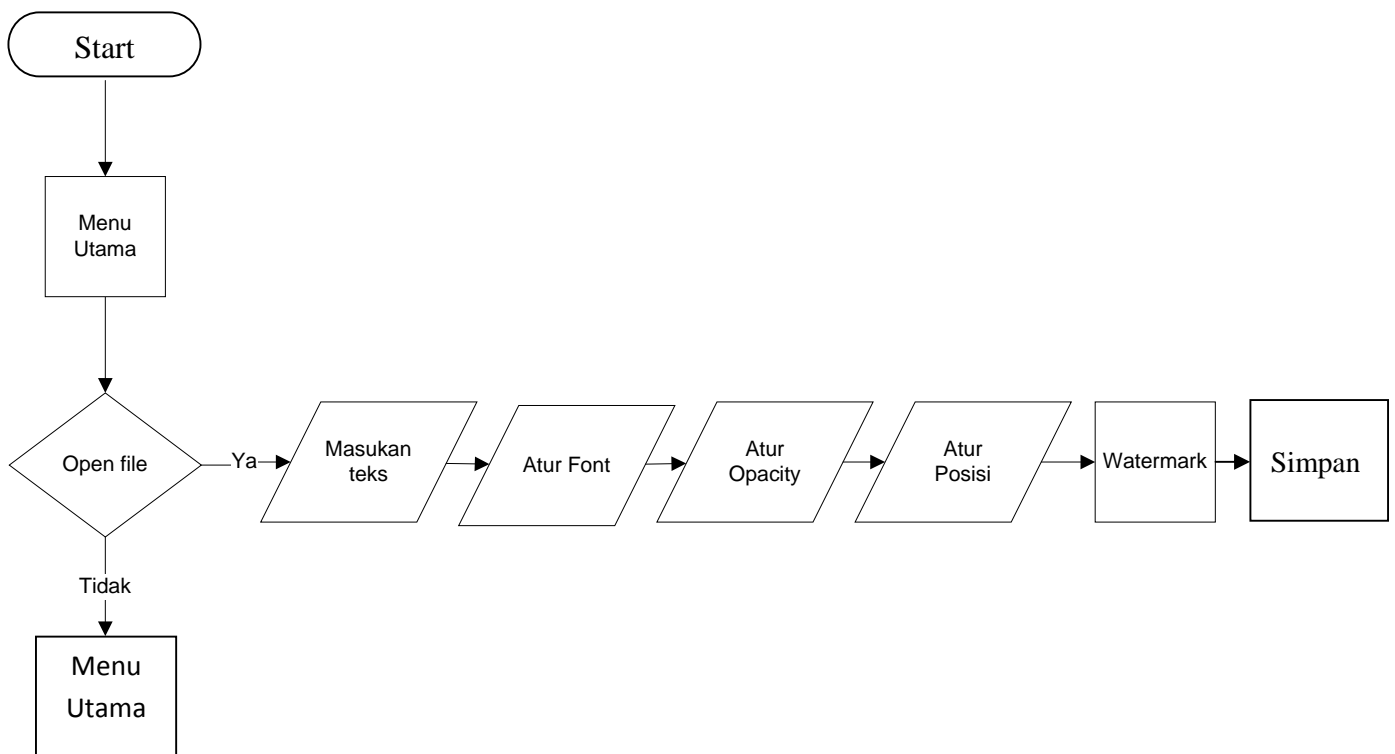 Start
Menu
Utama
Open file
Ya
Masukan
teks
Atur Font
Atur
Opacity
Atur
Posisi
Watermark
Simpan
Tidak
Menu
Utama